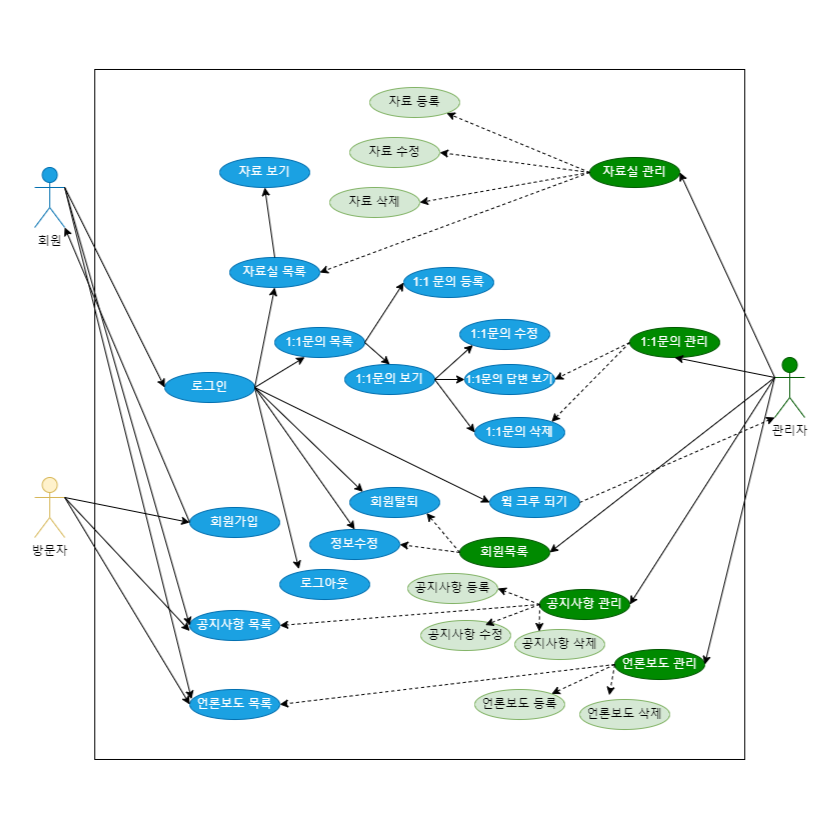 자료 등록
자료 수정
자료 보기
자료실 관리
자료 삭제
회원
자료실 목록
1:1 문의 등록
1:1문의 수정
1:1문의 목록
1:1문의 관리
1:1문의 보기
1:1문의 답변 보기
로그인
관리자
1:1문의 삭제
회원탈퇴
웍 크루 되기
회원가입
정보수정
회원목록
방문자
로그아웃
공지사항 등록
공지사항 관리
공지사항 목록
공지사항 수정
공지사항 삭제
언론보도 관리
언론보도 목록
언론보도 등록
언론보도 삭제